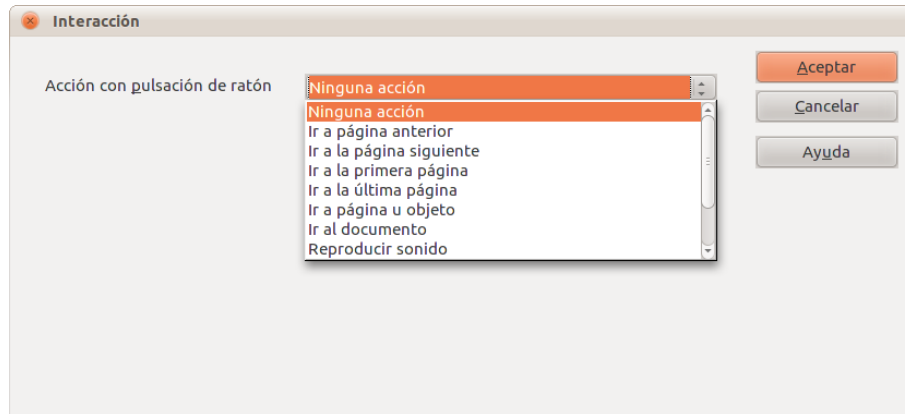 Interacción
Acción con pulsación de ratón
Ninguna acción
Ninguna acción
Ir a página anterior
Ir a la página siguiente
Ir a la primera página
Ir a la última página
Ir a página u objeto
Ir al documento
Reproducir sonido
Aceptar
Cancelar
Ayuda